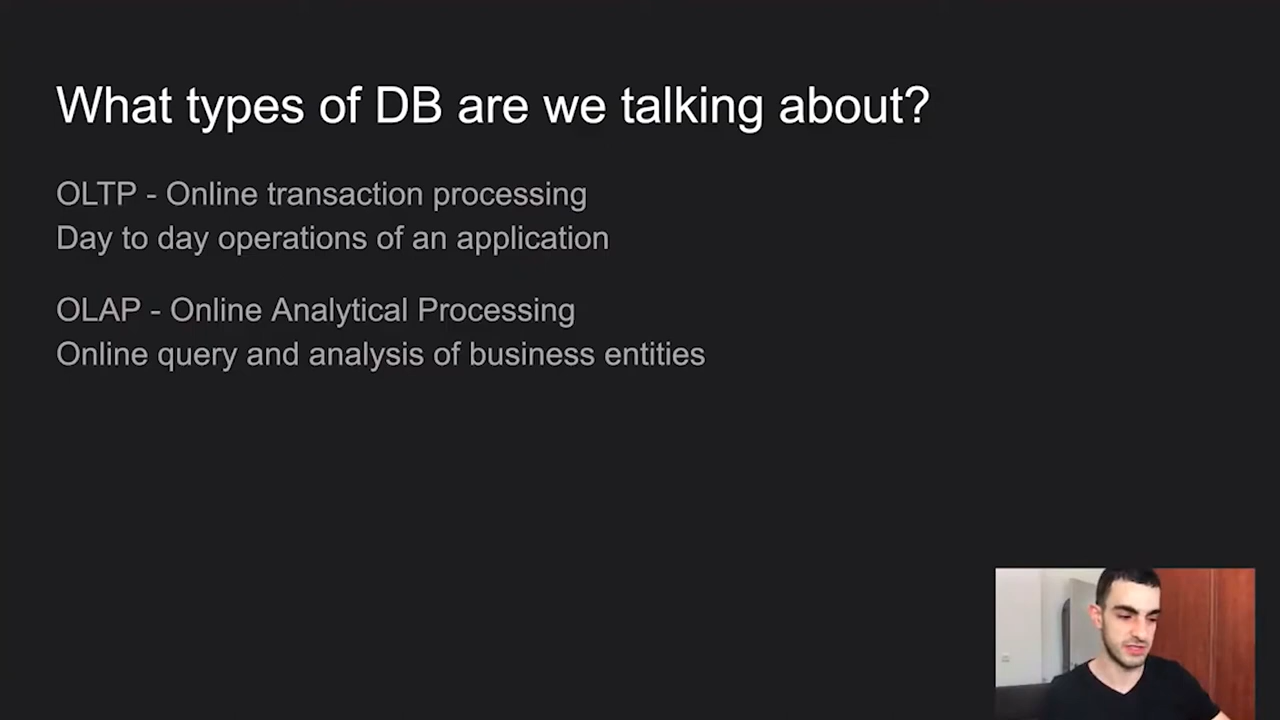 What types of DB are we talking about?
OLTP - Online transaction processing
Day to day operations of an application
OLAP - Online Analytical Processing
Online query and analysis of business entities